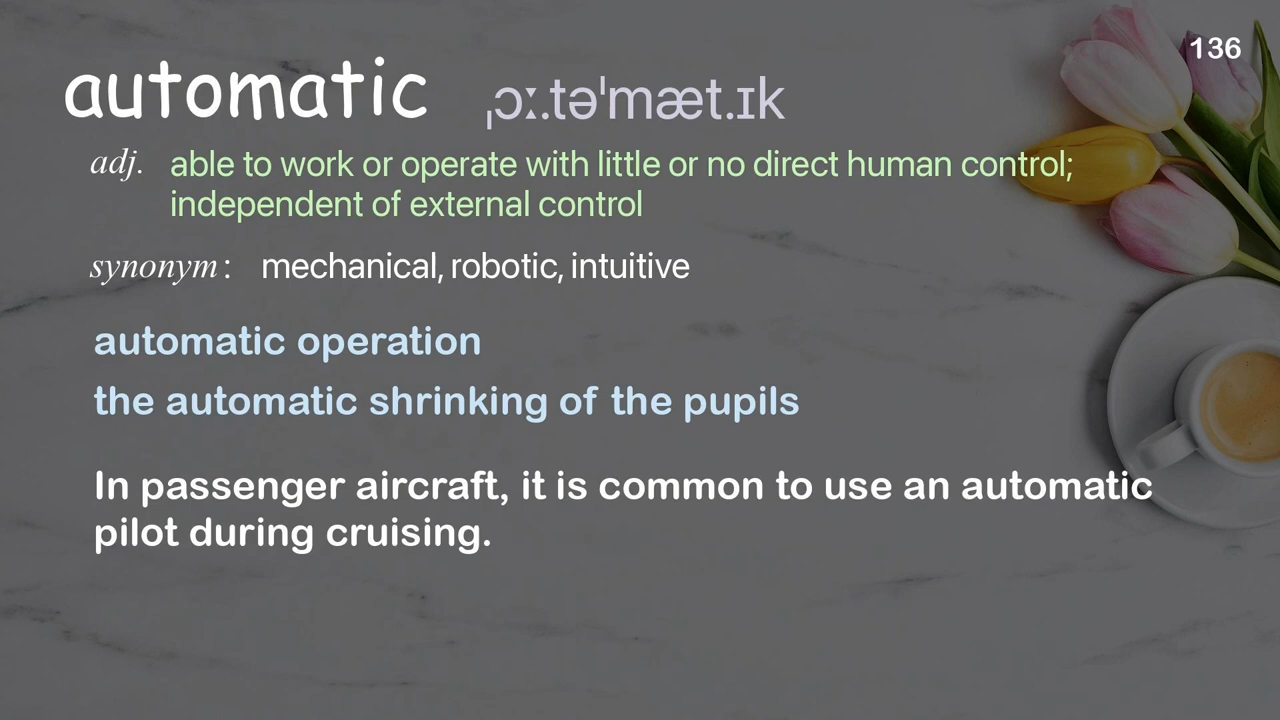 136
automatic ˌɔː.təˈmæt.ɪk
adj. able to work or operate with little or no direct human control;
independent of external control
synonym : mechanical, robotic, intuitive
automatic operation
the automatic shrinking of the pupils
In passenger aircraft, it is common to use an automatic
pilot during cruising.